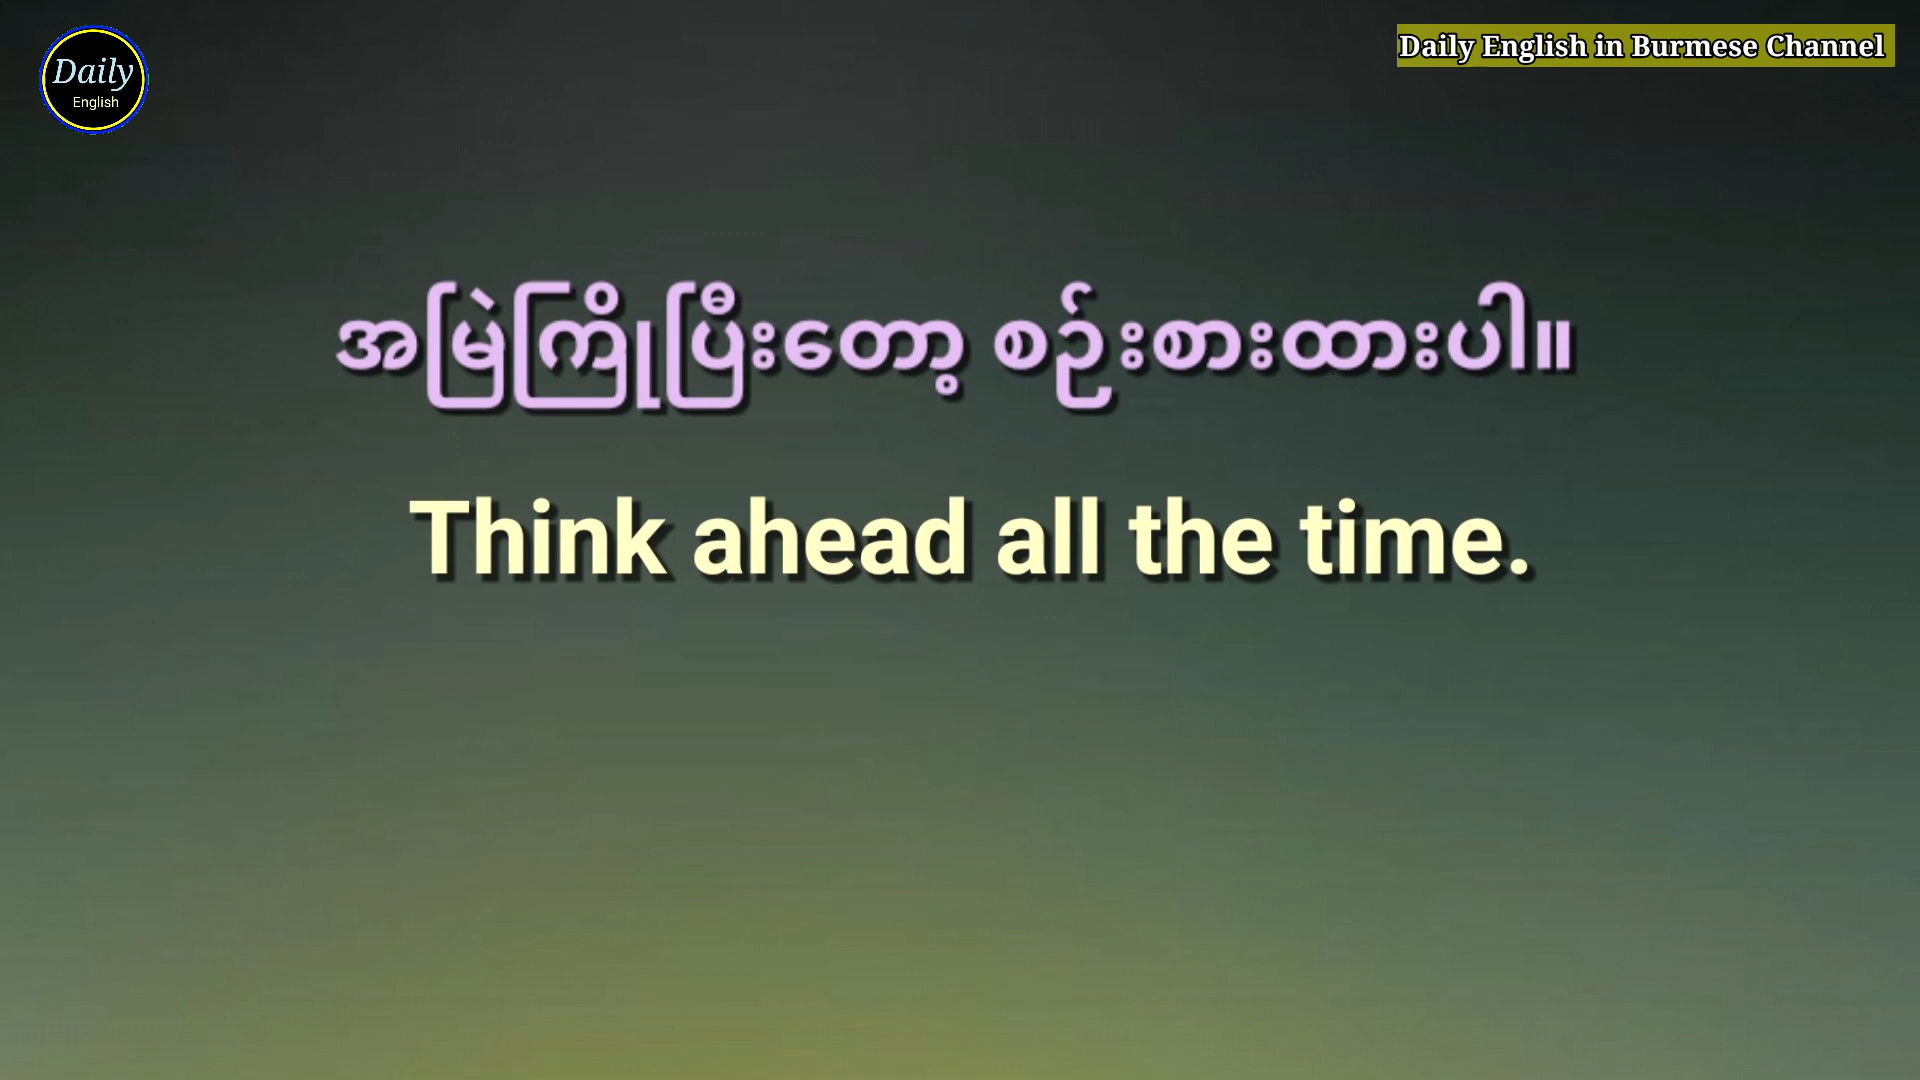 Daily
English
Daily English in Burmese Channel
အမြဲကြိုပြီးတော့ စဉ်းစားထားပါ။
Think ahead all the time.